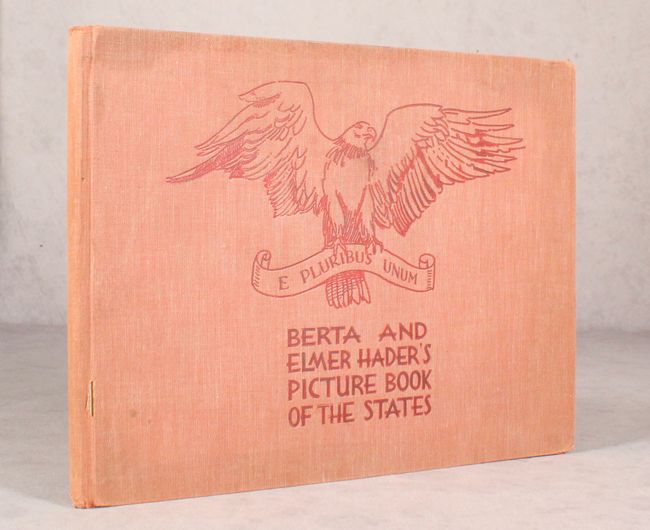 E PLURIBUS UNUM
BERTA AND
ELMER HADER'S
PICTURE BOOK
OF THE STATES